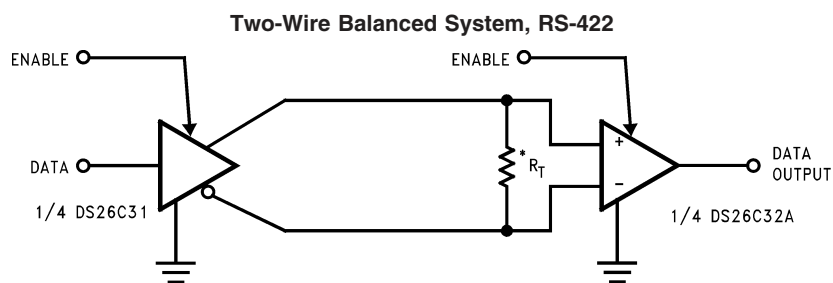 Two-Wire Balanced System, RS-422
ENABLE
ENABLE
DATA
* R_T
+
−
DATA
OUTPUT
1/4 DS26C31
1/4 DS26C32A